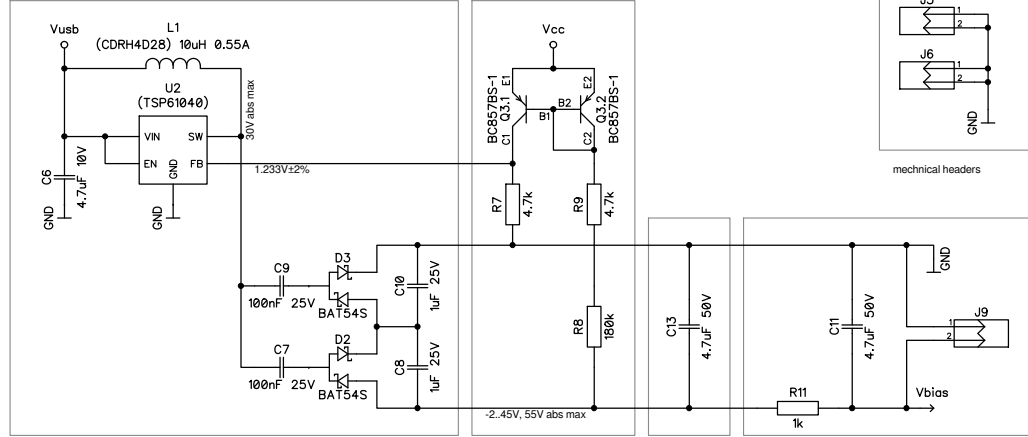 Vusb
L1
(CDRH4D28) 10uH 0.55A
U2
(TSP61040)
30V abs max
VIN
SW
EN
GND
FB
1.233V±2%
C6
4.7uF 10V
GND
GND
C9
100nF 25V
D3
BAT54S
C10
1uF 25V
C7
100nF 25V
D2
BAT54S
C8
1uF 25V
Vcc
E1
E2
BC857BS-1
Q3.1
B1
B2
Q3.2
BC857BS-1
C1
C2
R7
4.7k
R9
4.7k
R8
180k
-2..45V, 55V abs max
C13
4.7uF 50V
C11
4.7uF 50V
R11
1k
GND
J9
1
2
Vbias
1
2
J6
1
2
GND
mechnical headers